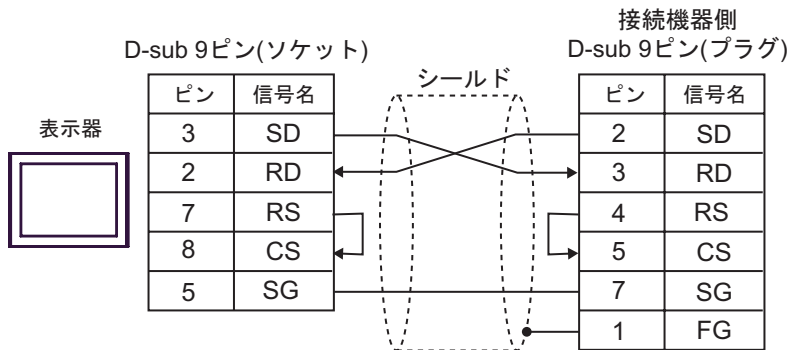 接続機器側
D-sub 9ピン(ソケット)
D-sub 9ピン(プラグ)
シールド
表示器
ピン 信号名
3 SD
2 RD
7 RS
8 CS
5 SG
ピン 信号名
2 SD
3 RD
4 RS
5 CS
7 SG
1 FG